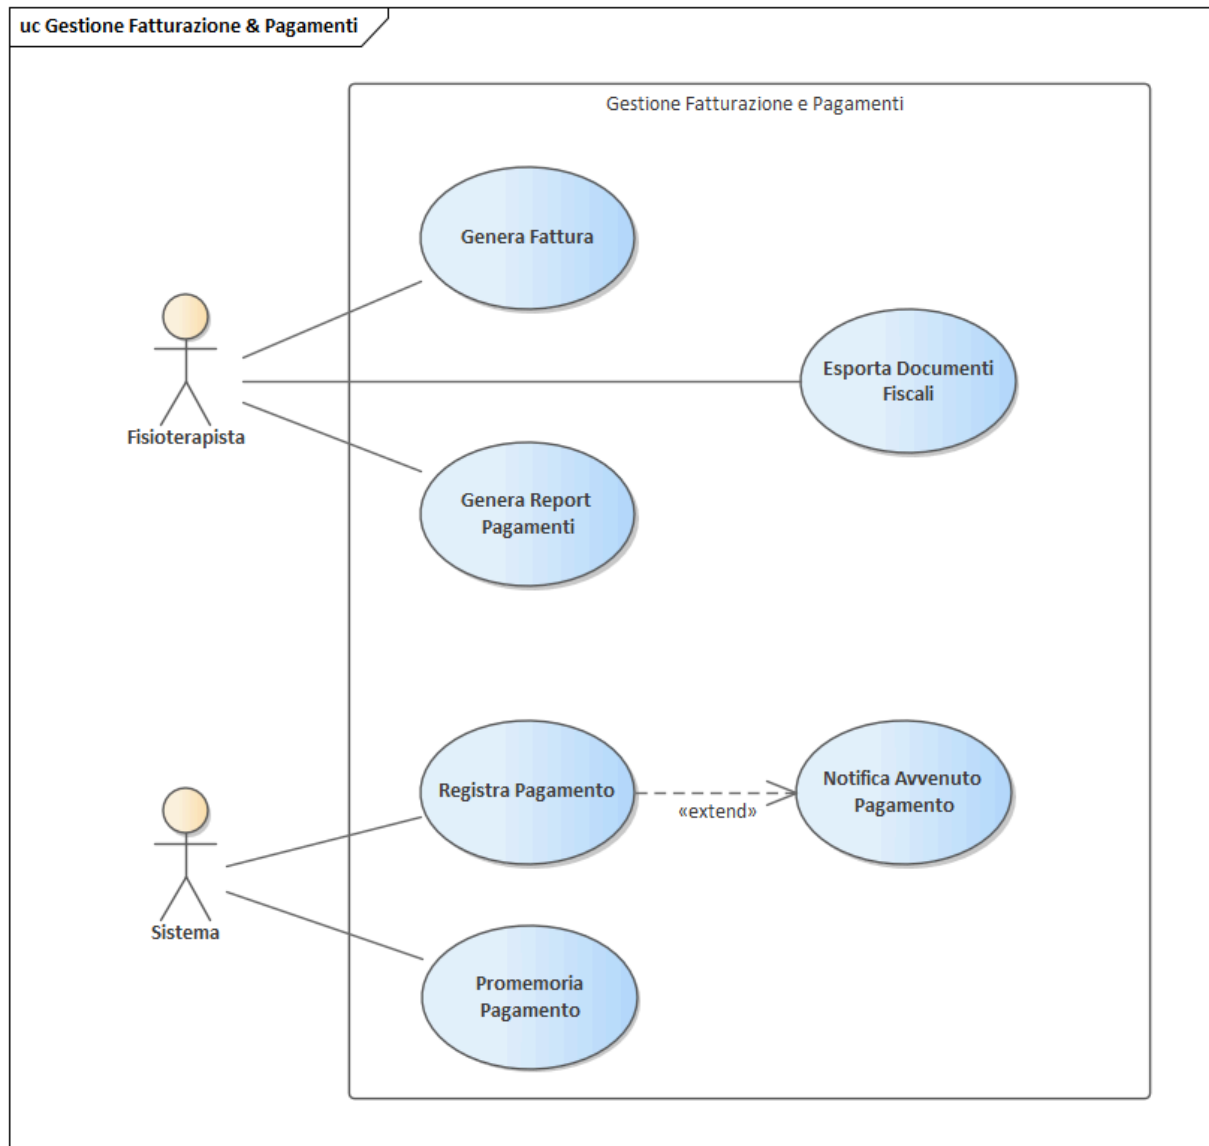 uc Gestione Fatturazione & Pagamenti
Gestione Fatturazione e Pagamenti
Genera Fattura
Esporta Documenti
Fiscali
Fisioterapista
Genera Report
Pagamenti
Registra Pagamento
«extend»
Notifica Avvenuto
Pagamento
Sistema
Promemoria
Pagamento